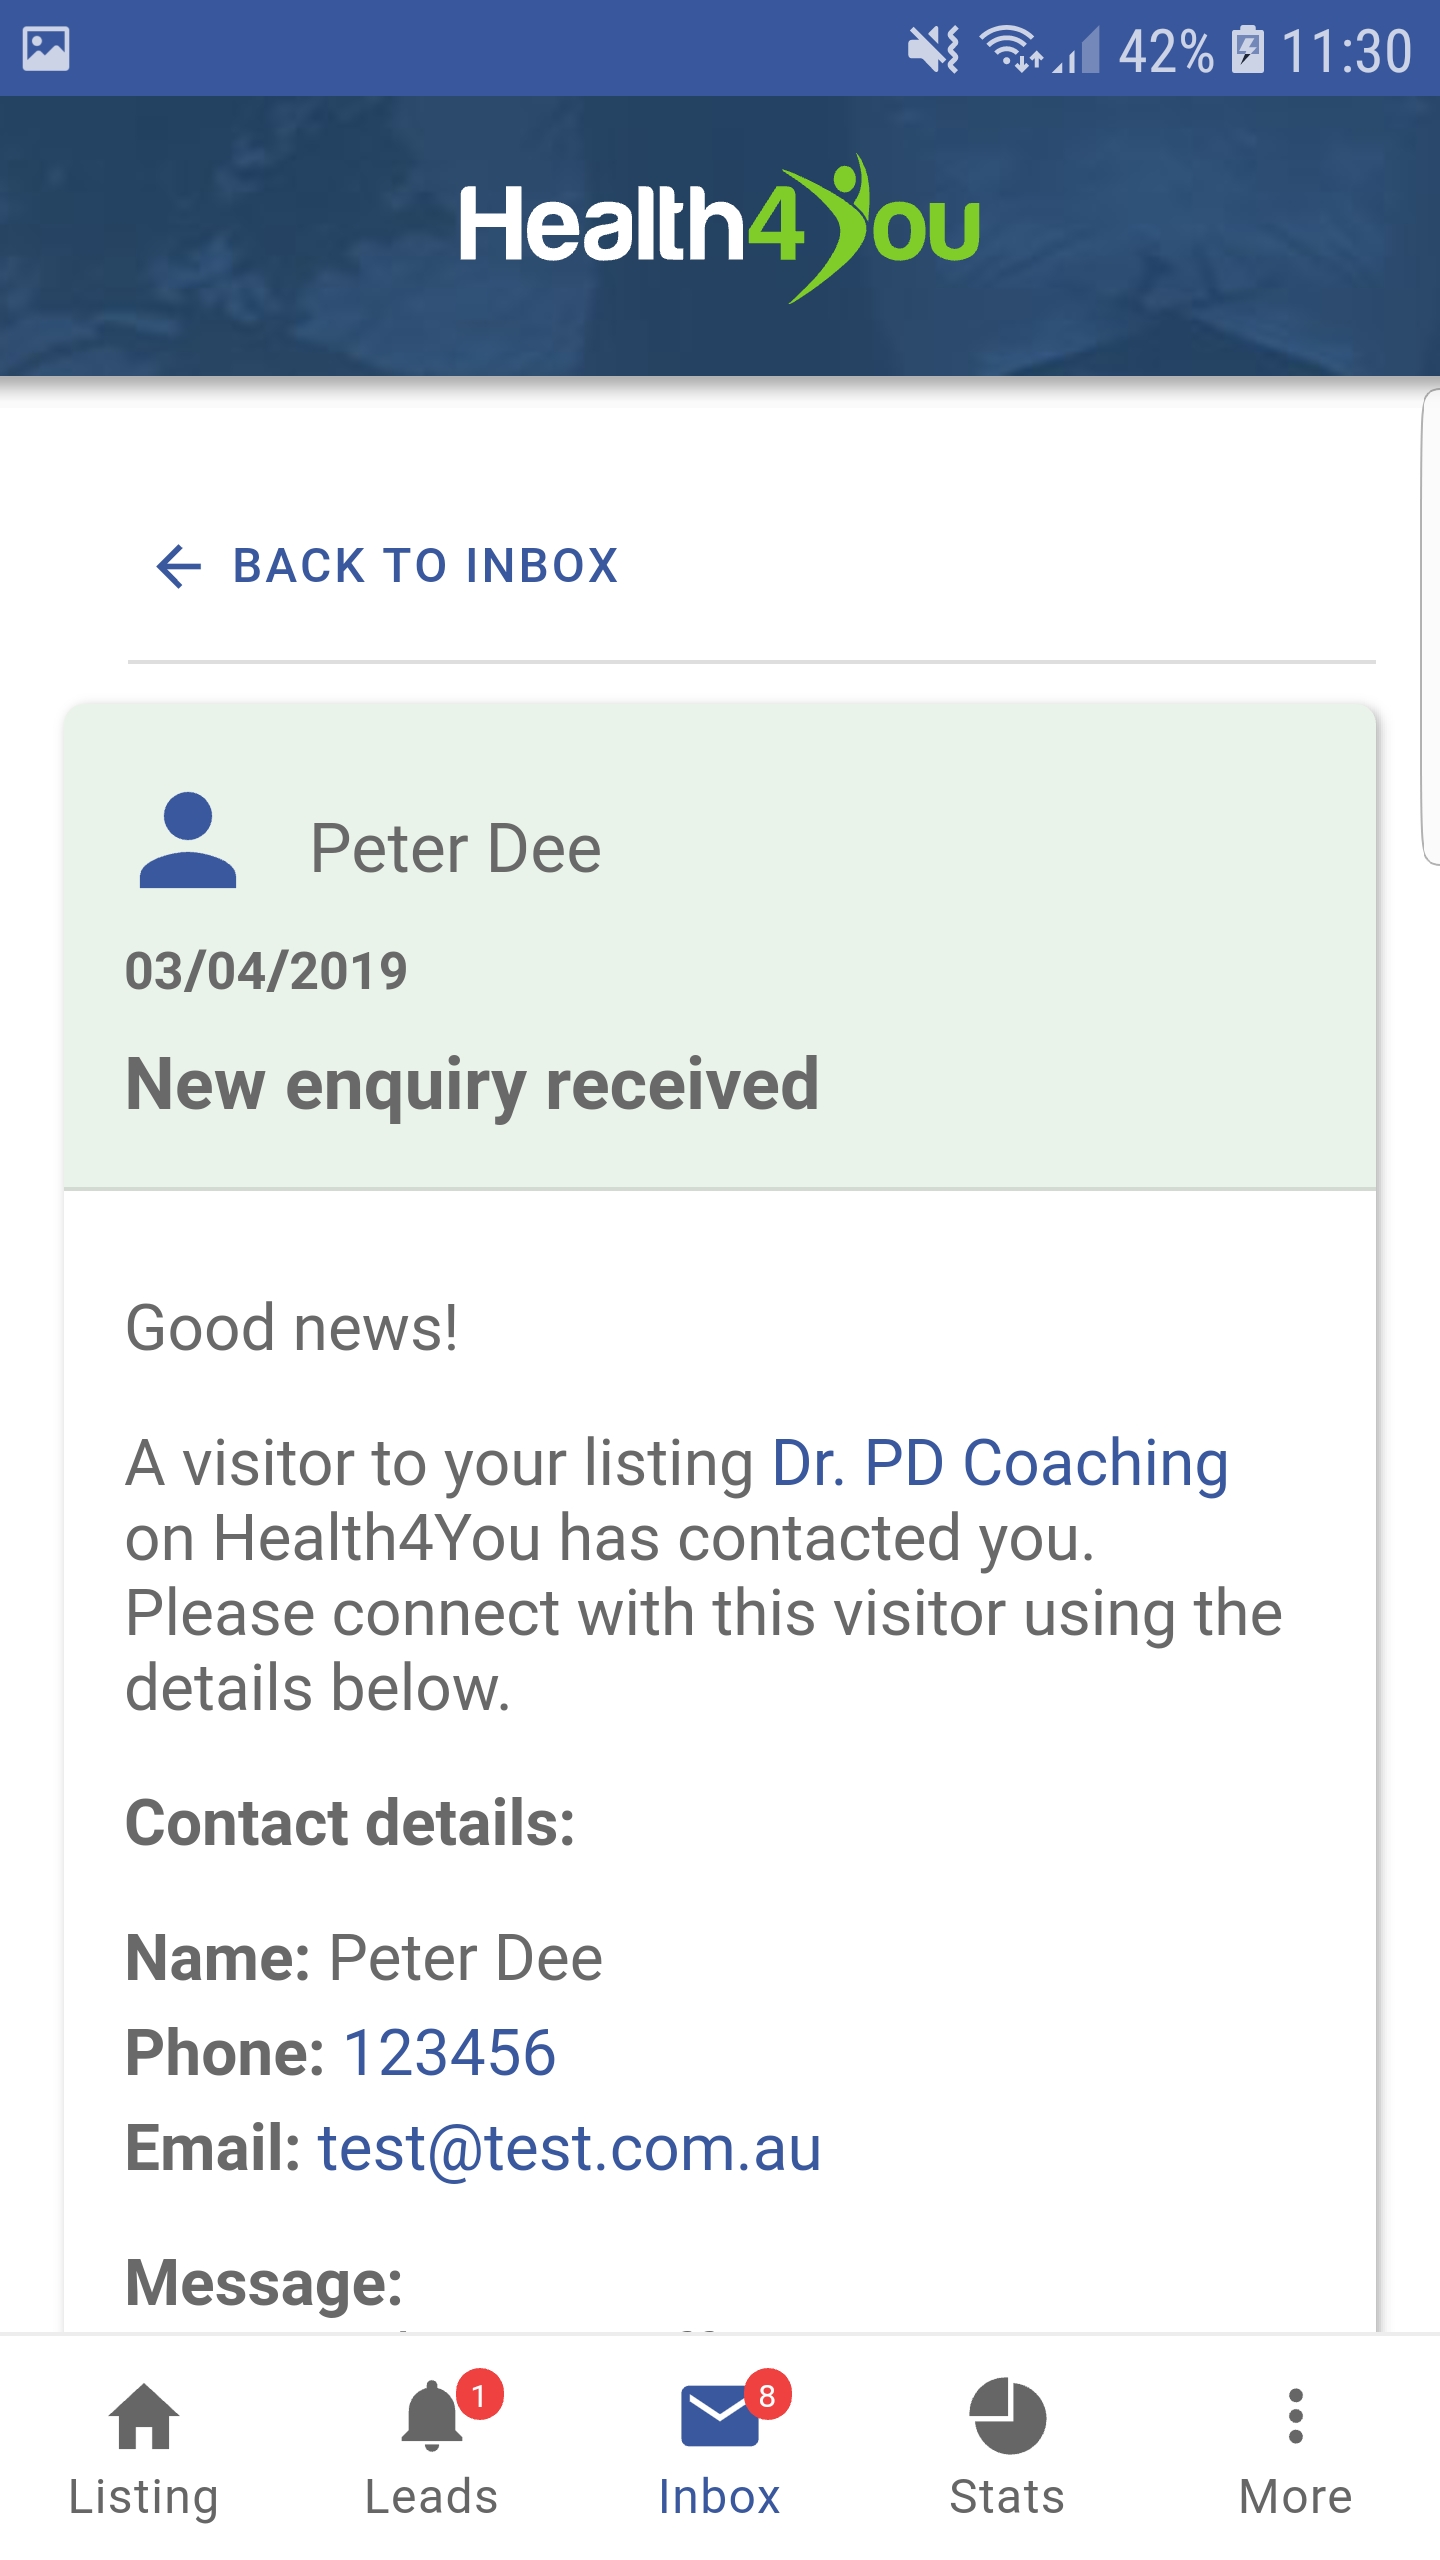 42% 11:30
Health4You
BACK TO INBOX
Peter Dee
03/04/2019
New enquiry received
Good news!
A visitor to your listing Dr. PD Coaching
on Health4You has contacted you.
Please connect with this visitor using the
details below.
Contact details:
Name: Peter Dee
Phone: 123456
Email: test@test.com.au
Message:
1
8
Listing
Leads
Inbox
Stats
More